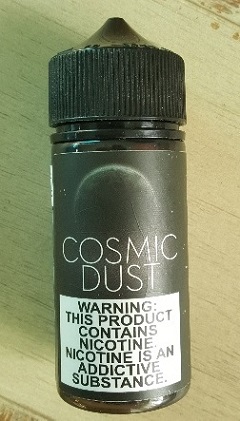 COSMIC
DUST
WARNING:
THIS PRODUCT
CONTAINS
NICOTINE.
NICOTINE IS AN
ADDICTIVE
SUBSTANCE.